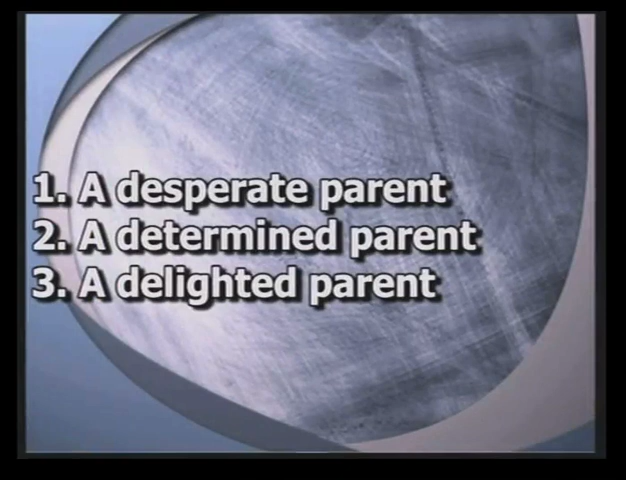 1. A desperate parent
2. A determined parent
3. A delighted parent